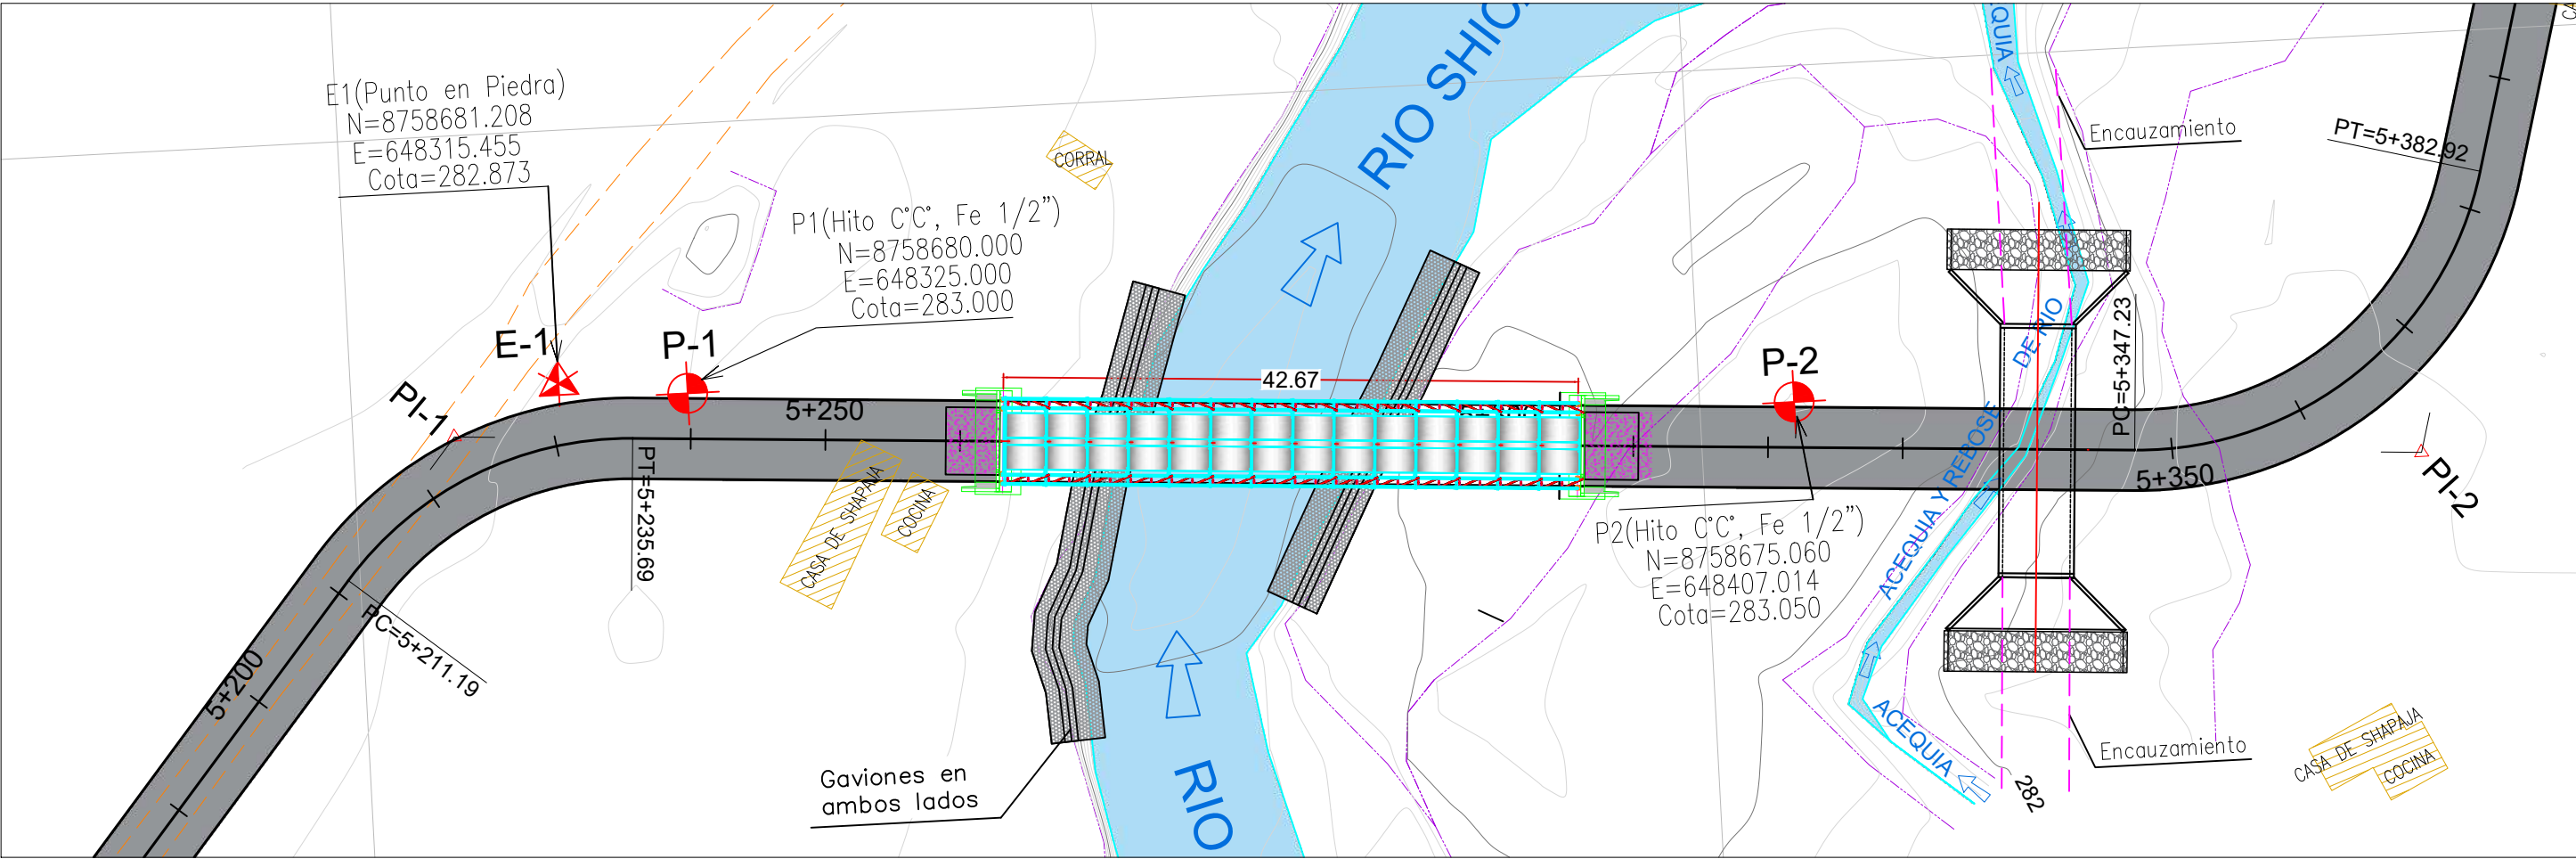 E1(Punto en Piedra)
N=8758681.208
E=648315.455
Cota=282.873
P1(Hito C°C°, Fe 1/2")
N=8758680.000
E=648325.000
Cota=283.000
CORRAL
RIO
Encauzamiento
PT=5+382.92
E-1
P-1
PI-1
5+250
42.67
P-2
DE RIO
PC=5+347.23
5+350
PI-2
PT=5+235.69
CASA DE SHAPAJA
COCINA
P2(Hito C°C°, Fe 1/2")
N=8758675.060
E=648407.014
Cota=283.050
ACEQUIA Y REBOSE
PC=5+211.19
5+200
Gaviones en
ambos lados
RIO
ACEQUIA
282
Encauzamiento
CASA DE SHAPAJA
COCINA